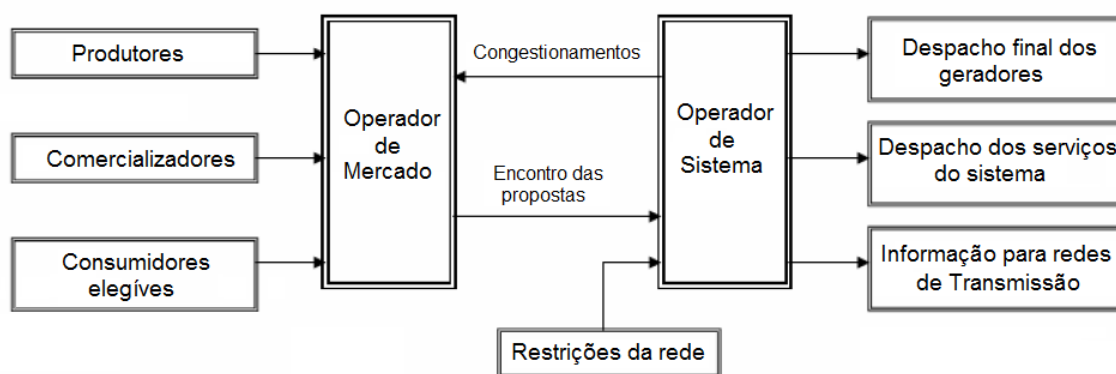 Produtores
Comercializadores
Consumidores
elegíves
Operador
de
Mercado
Congestionamentos
Encontro das
propostas
Restrições da rede
Operador
de
Sistema
Despacho final dos
geradores
Despacho dos serviços
do sistema
Informação para redes
de Transmissão